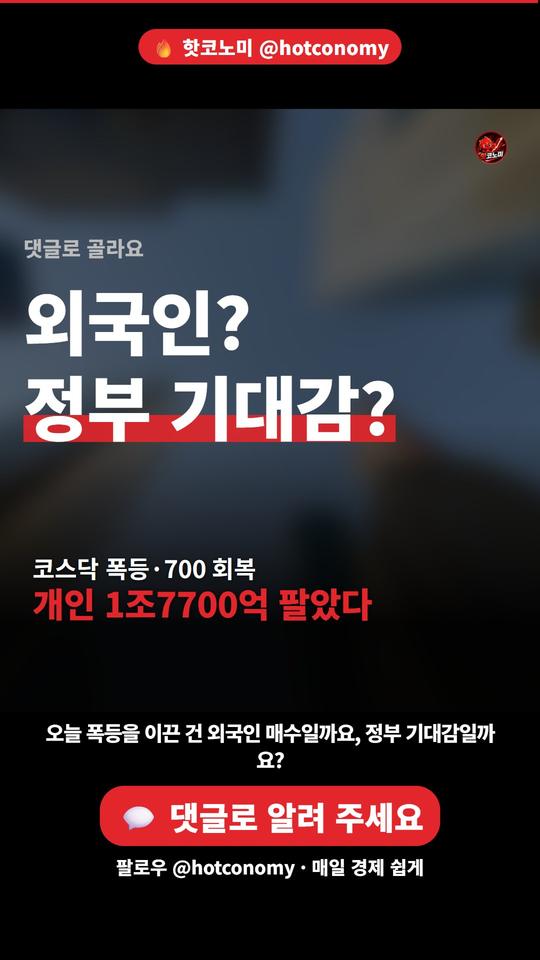 🔥 핫코노미 @hotconomy
코노미
댓글로 골라요
외국인?
정부 기대감?
코스닥 폭등·700 회복
개인 1조7700억 팔았다
오늘 폭등을 이끈 건 외국인 매수일까요, 정부 기대감일까
요?
💬 댓글로 알려 주세요
팔로우 @hotconomy · 매일 경제 쉽게